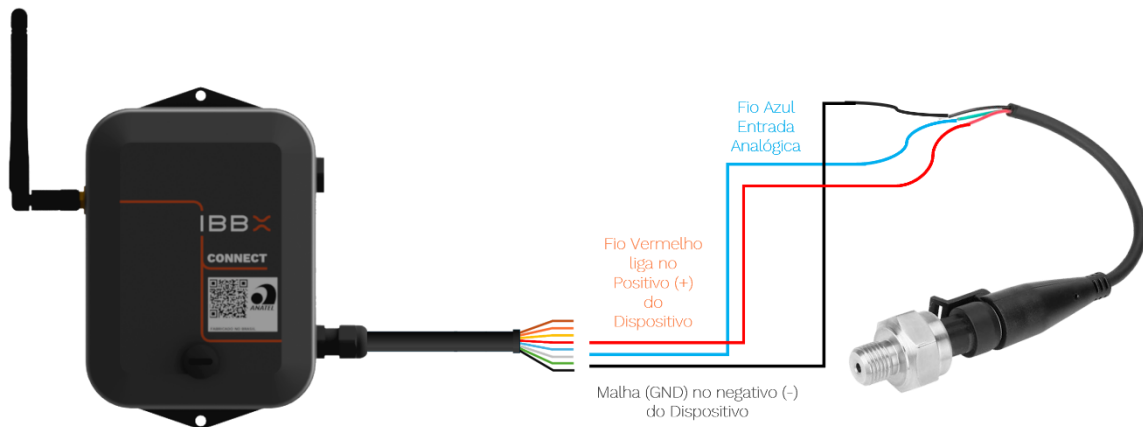 IBBX
CONNECT
ANATEL
Fio Azul
Entrada
Analógica
Fio Vermelho
liga no
Positivo (+)
do
Dispositivo
Malha (GND) no negativo (-)
do Dispositivo